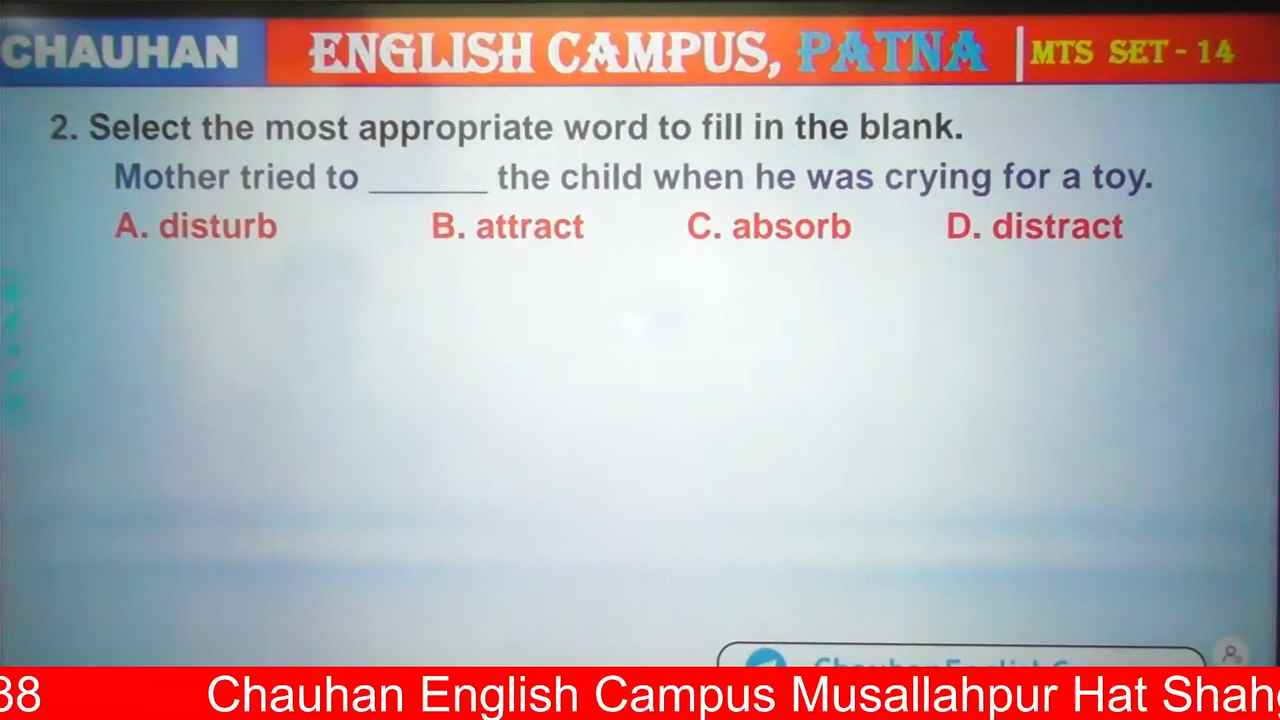 CHAUHAN ENGLISH CAMPUS, PATNA MTS SET - 14
2. Select the most appropriate word to fill in the blank.
Mother tried to ______ the child when he was crying for a toy.
A. disturb B. attract C. absorb D. distract
38 Chauhan English Campus Musallahpur Hat